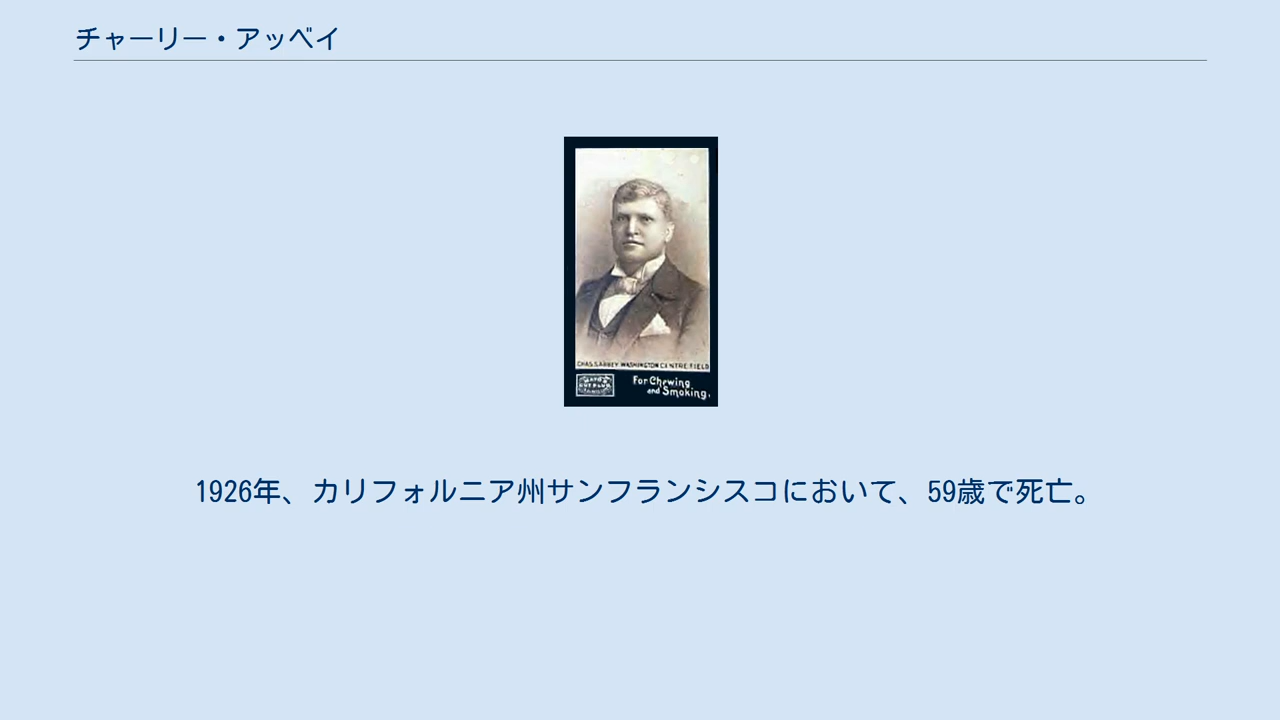 チャーリー・アッベイ
CHAS.S.ABBEY WASHINGTON CENTRE FIELD
For Chewing
and Smoking.
1926年、カリフォルニア州サンフランシスコにおいて、59歳で死亡。